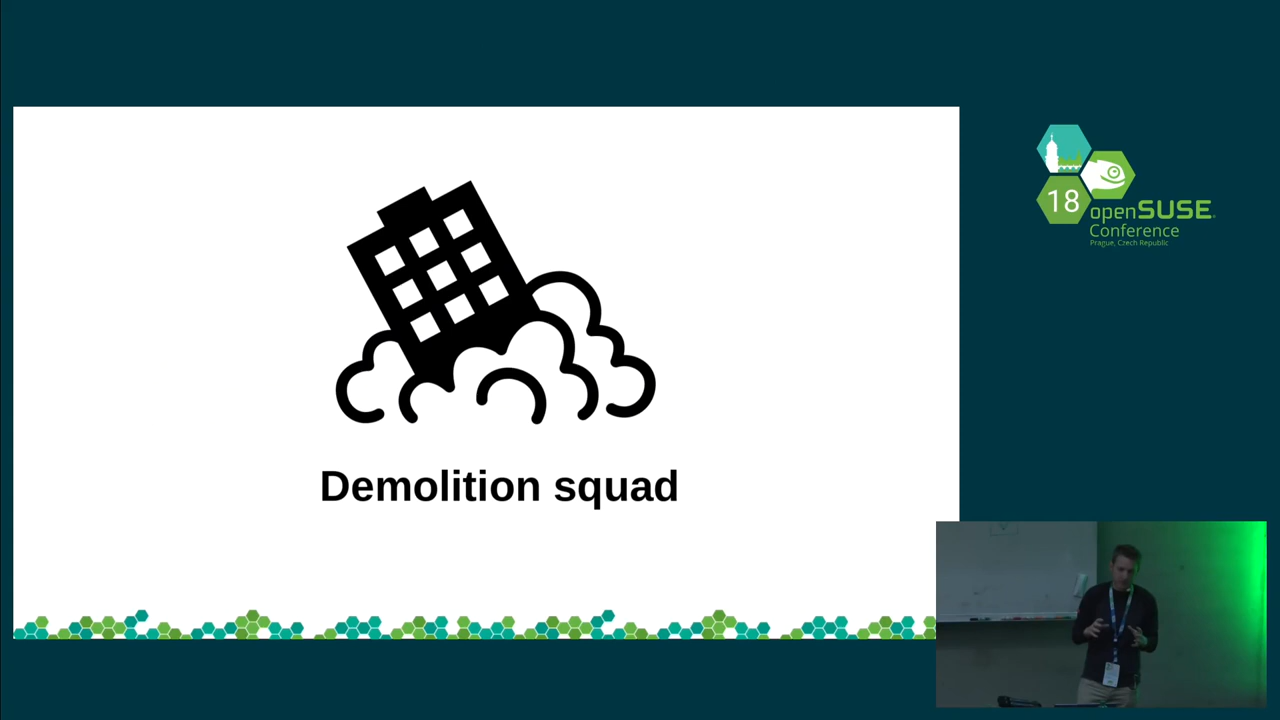 Demolition squad
18
openSUSE
Conference
Prague, Czech Republic